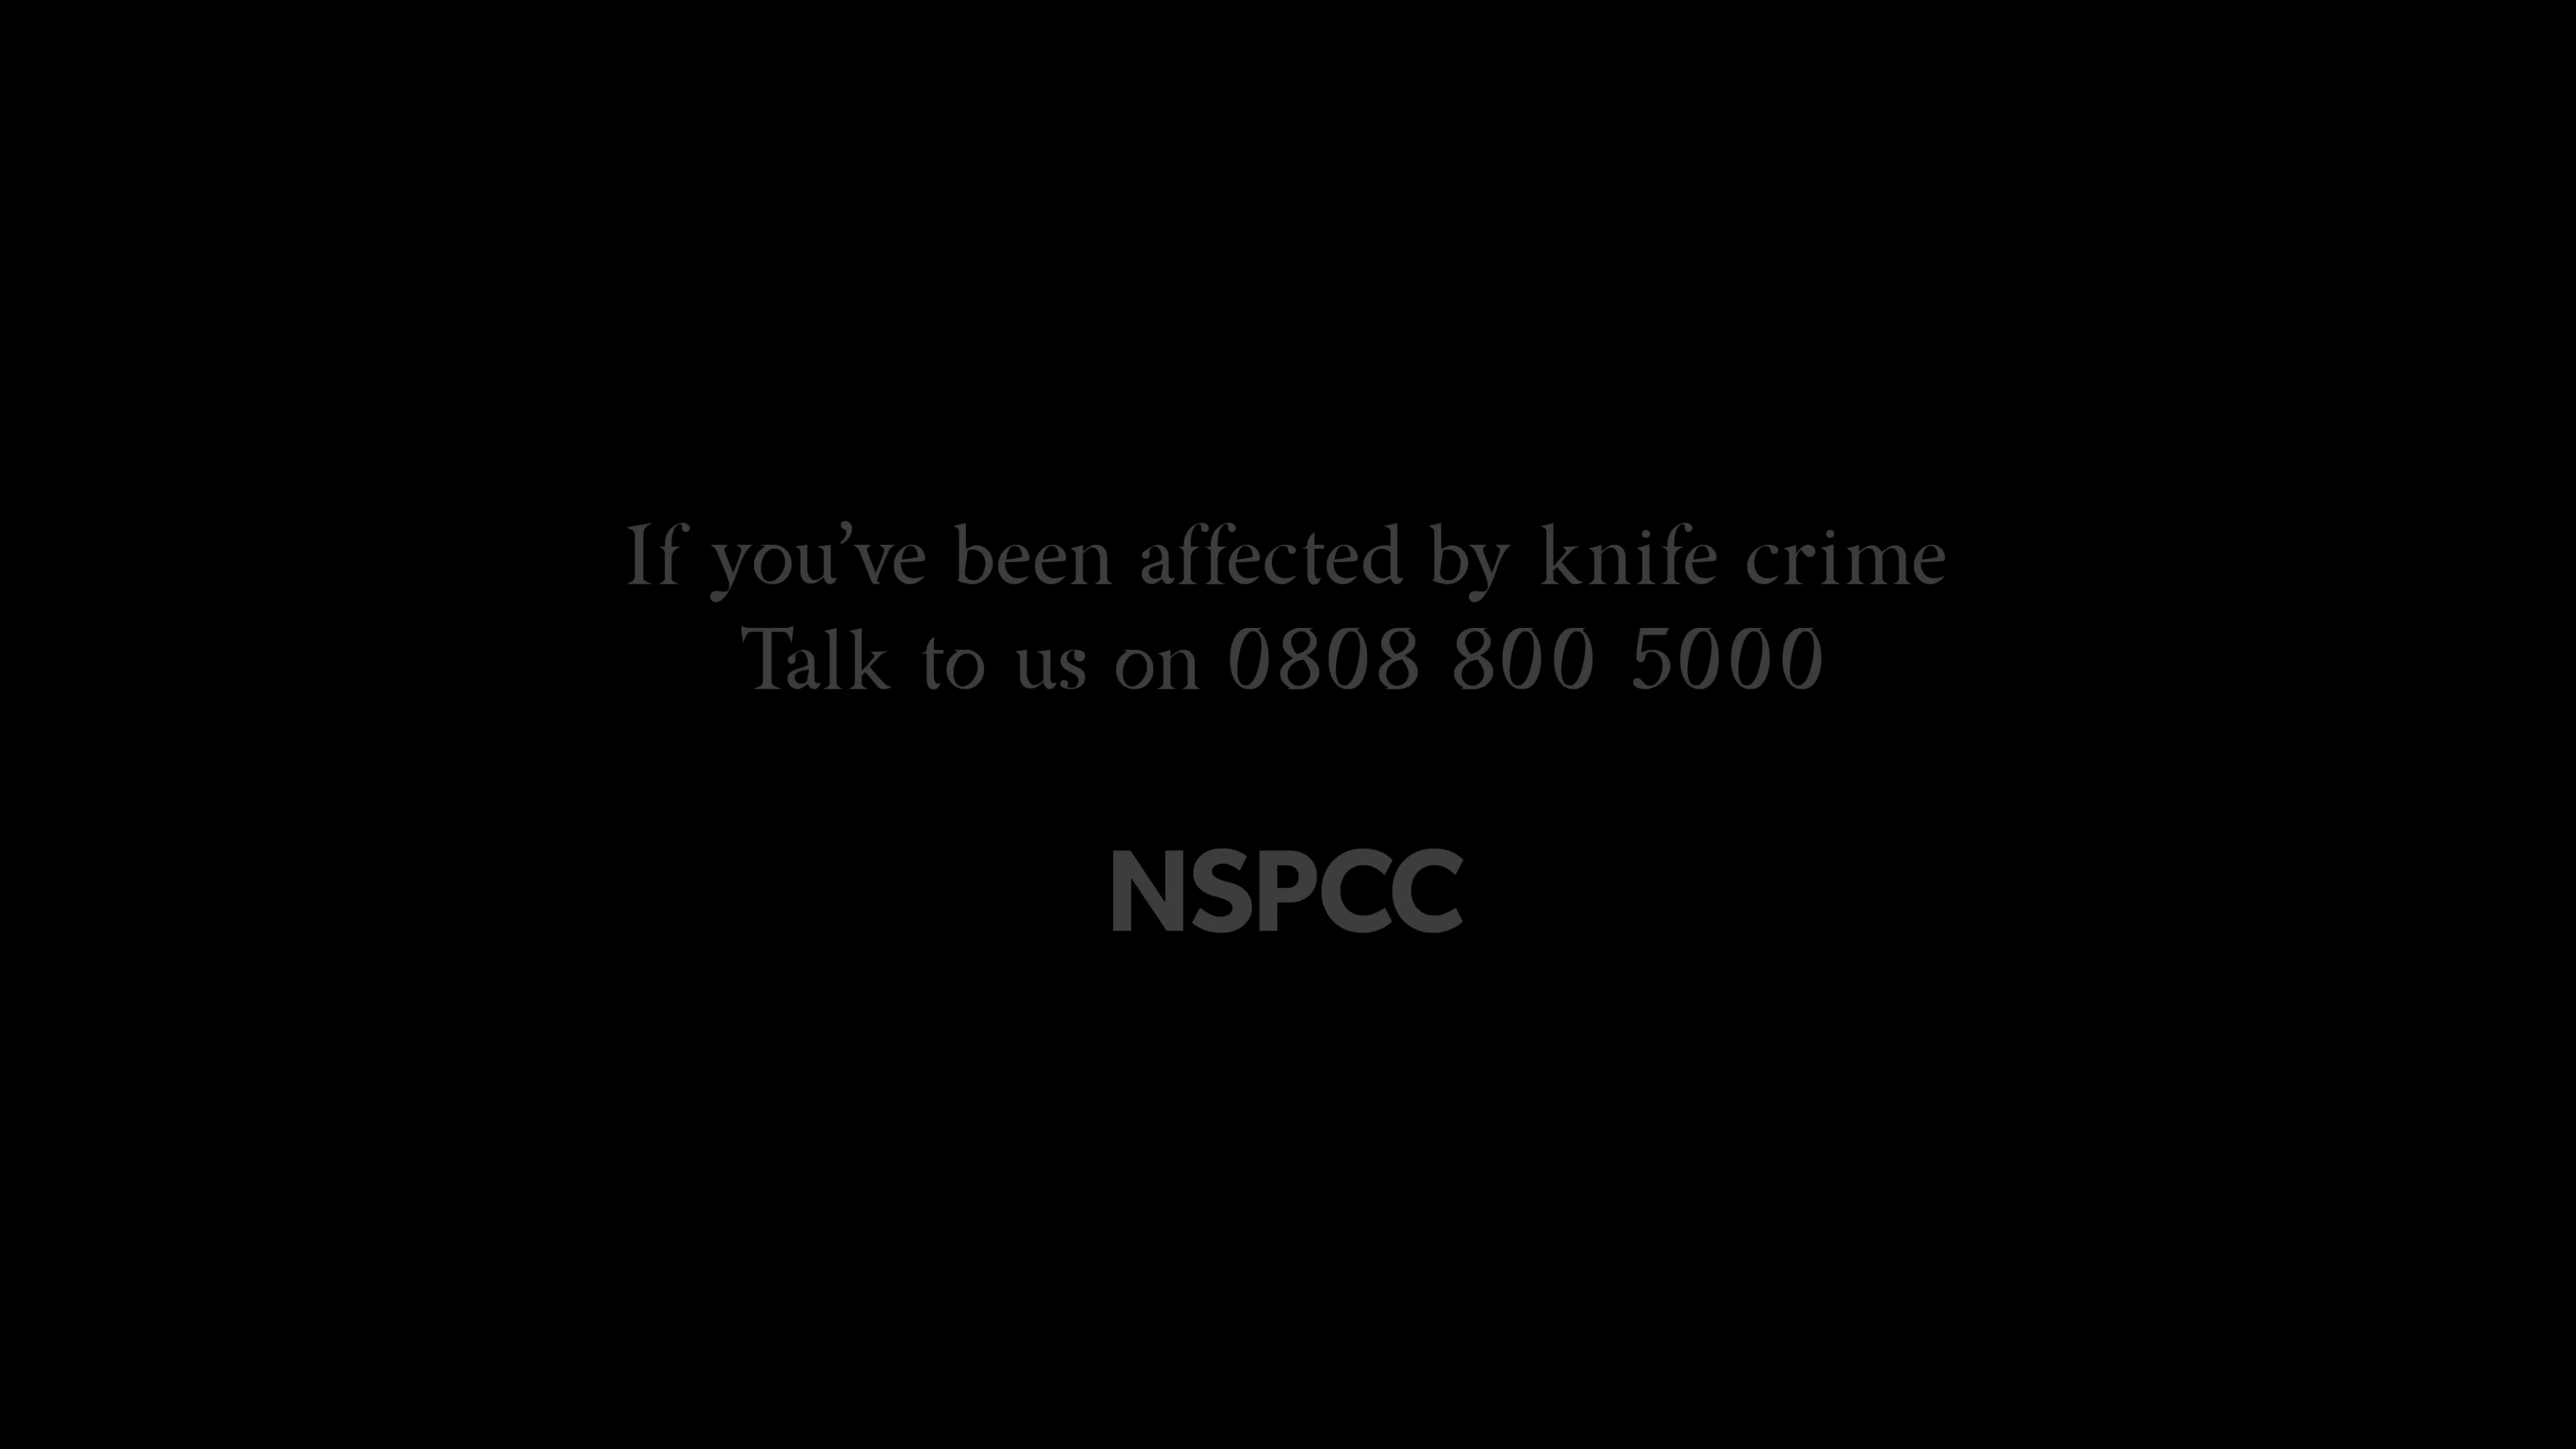 If you’ve been affected by knife crime
Talk to us on 0808 800 5000
NSPCC